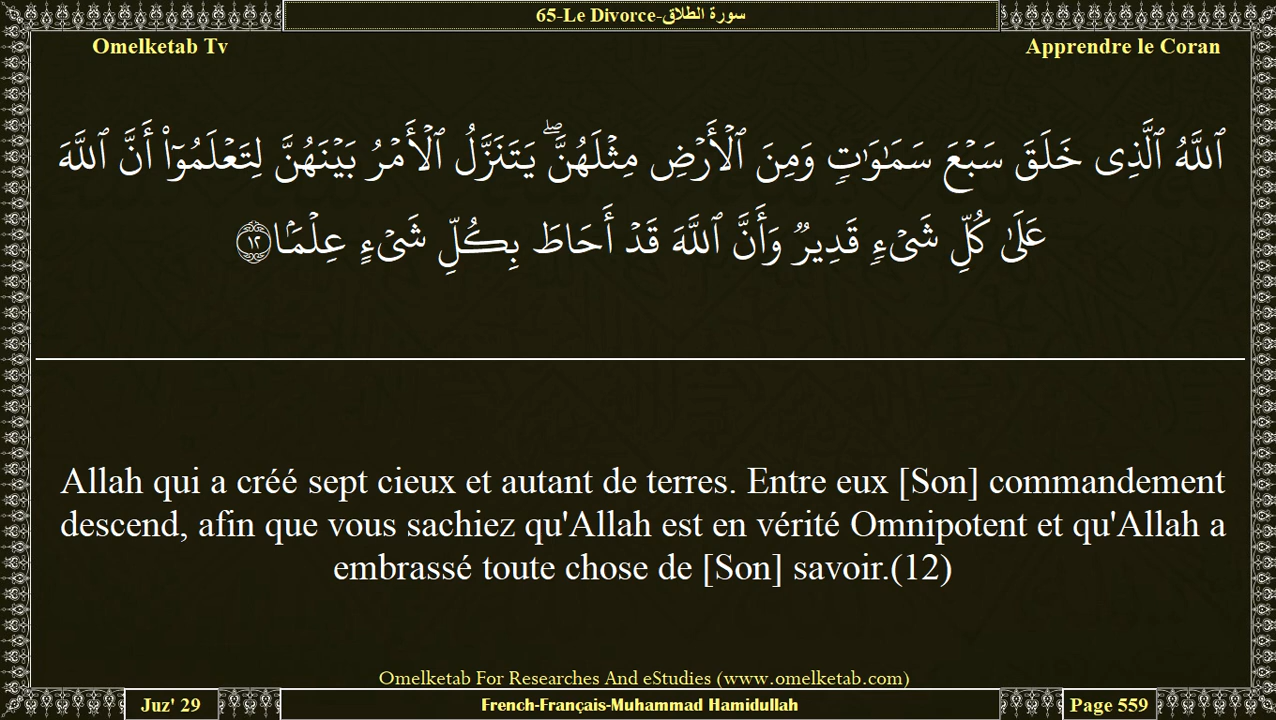 65-Le Divorce-سورة الطلاق
Omelketab Tv
Apprendre le Coran
ٱللَّهُ ٱلَّذِى خَلَقَ سَبْعَ سَمَـٰوَٰتٍ وَمِنَ ٱلْأَرْضِ مِثْلَهُنَّ ۖ يَتَنَزَّلُ ٱلْأَمْرُ بَيْنَهُنَّ لِتَعْلَمُوٓا۟ أَنَّ ٱللَّهَ
عَلَىٰ كُلِّ شَىْءٍ قَدِيرٌ وَأَنَّ ٱللَّهَ قَدْ أَحَاطَ بِكُلِّ شَىْءٍ عِلْمًۢا ١٢
Allah qui a créé sept cieux et autant de terres. Entre eux [Son] commandement
descend, afin que vous sachiez qu'Allah est en vérité Omnipotent et qu'Allah a
embrassé toute chose de [Son] savoir.(12)
Omelketab For Researches And eStudies (www.omelketab.com)
Juz' 29
French-Français-Muhammad Hamidullah
Page 559